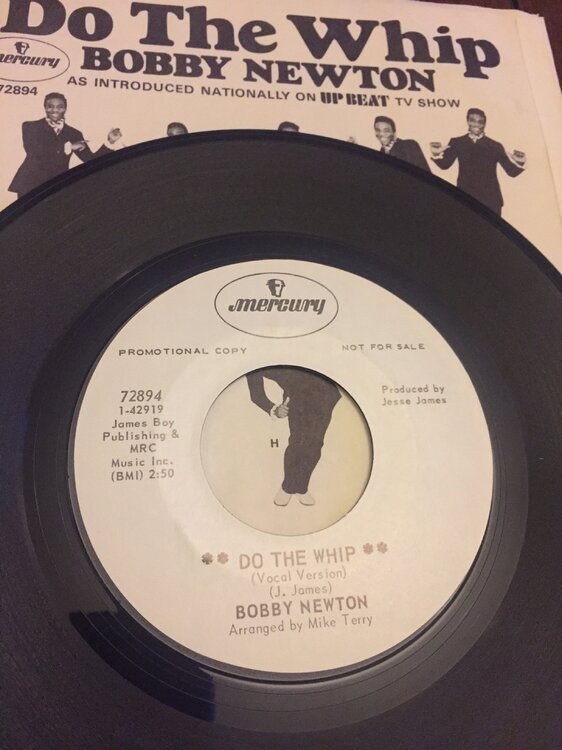 Do The Whip
mercury
BOBBY NEWTON
72894
AS INTRODUCED NATIONALLY ON UPBEAT TV SHOW
mercury
PROMOTIONAL COPY
NOT FOR SALE
72894
1-42919
James Boy
Publishing &
MRC
Music Inc.
(BMI) 2:50
Produced by
Jesse James
H
** DO THE WHIP **
(Vocal Version)
(J. James)
BOBBY NEWTON
Arranged by Mike Terry